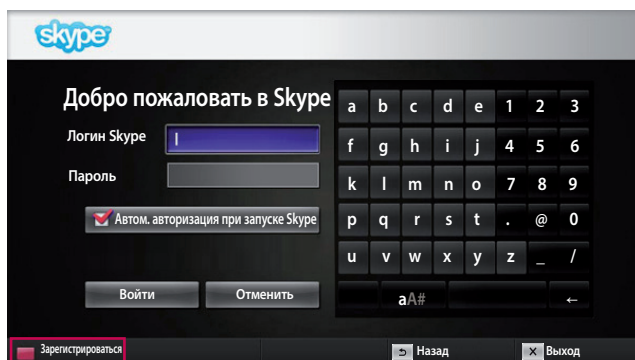 skype
Добро пожаловать в Skype
Логин Skype
Пароль
Автом. авторизация при запуске Skype
Войти Отменить
a b c d e 1 2 3
f g h i j 4 5 6
k l m n o 7 8 9
p q r s t . @ 0
u v w x y z _ /
aA# ←
Зарегистрироваться Назад Выход